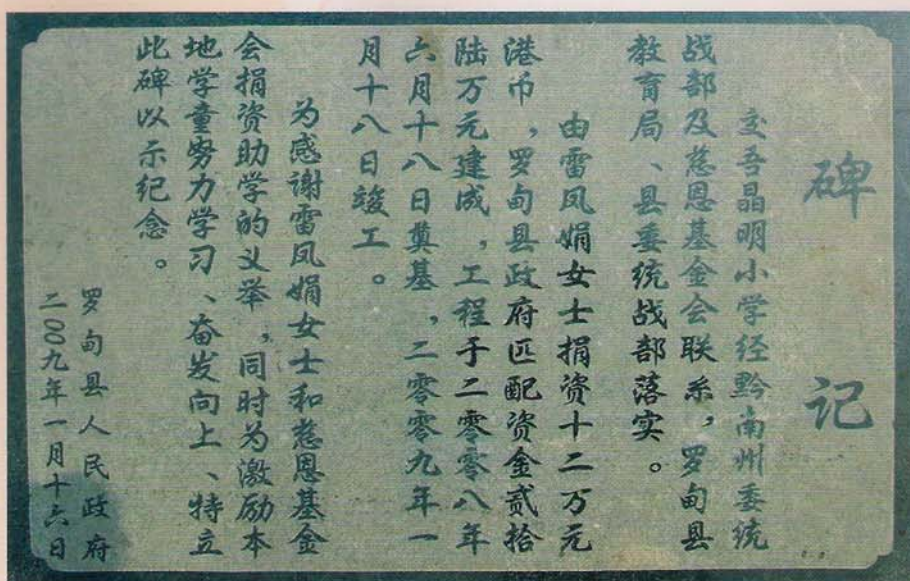 碑记
交吾晶明小学经黔南州委统
战部及慈恩基金会联系，罗甸县
教育局、县委统战部落实。
由雷凤娟女士捐资十二万元
港币，罗甸县政府匹配资金贰拾
陆万元建成，工程于二零零八年
六月十八日奠基，二零零九年一
月十八日竣工。
为感谢雷凤娟女士和慈恩基金
会捐资助学的义举，同时为激励本
地学童努力学习、奋发向上、特立
此碑以示纪念。
罗甸县人民政府
二00九年一月十六日